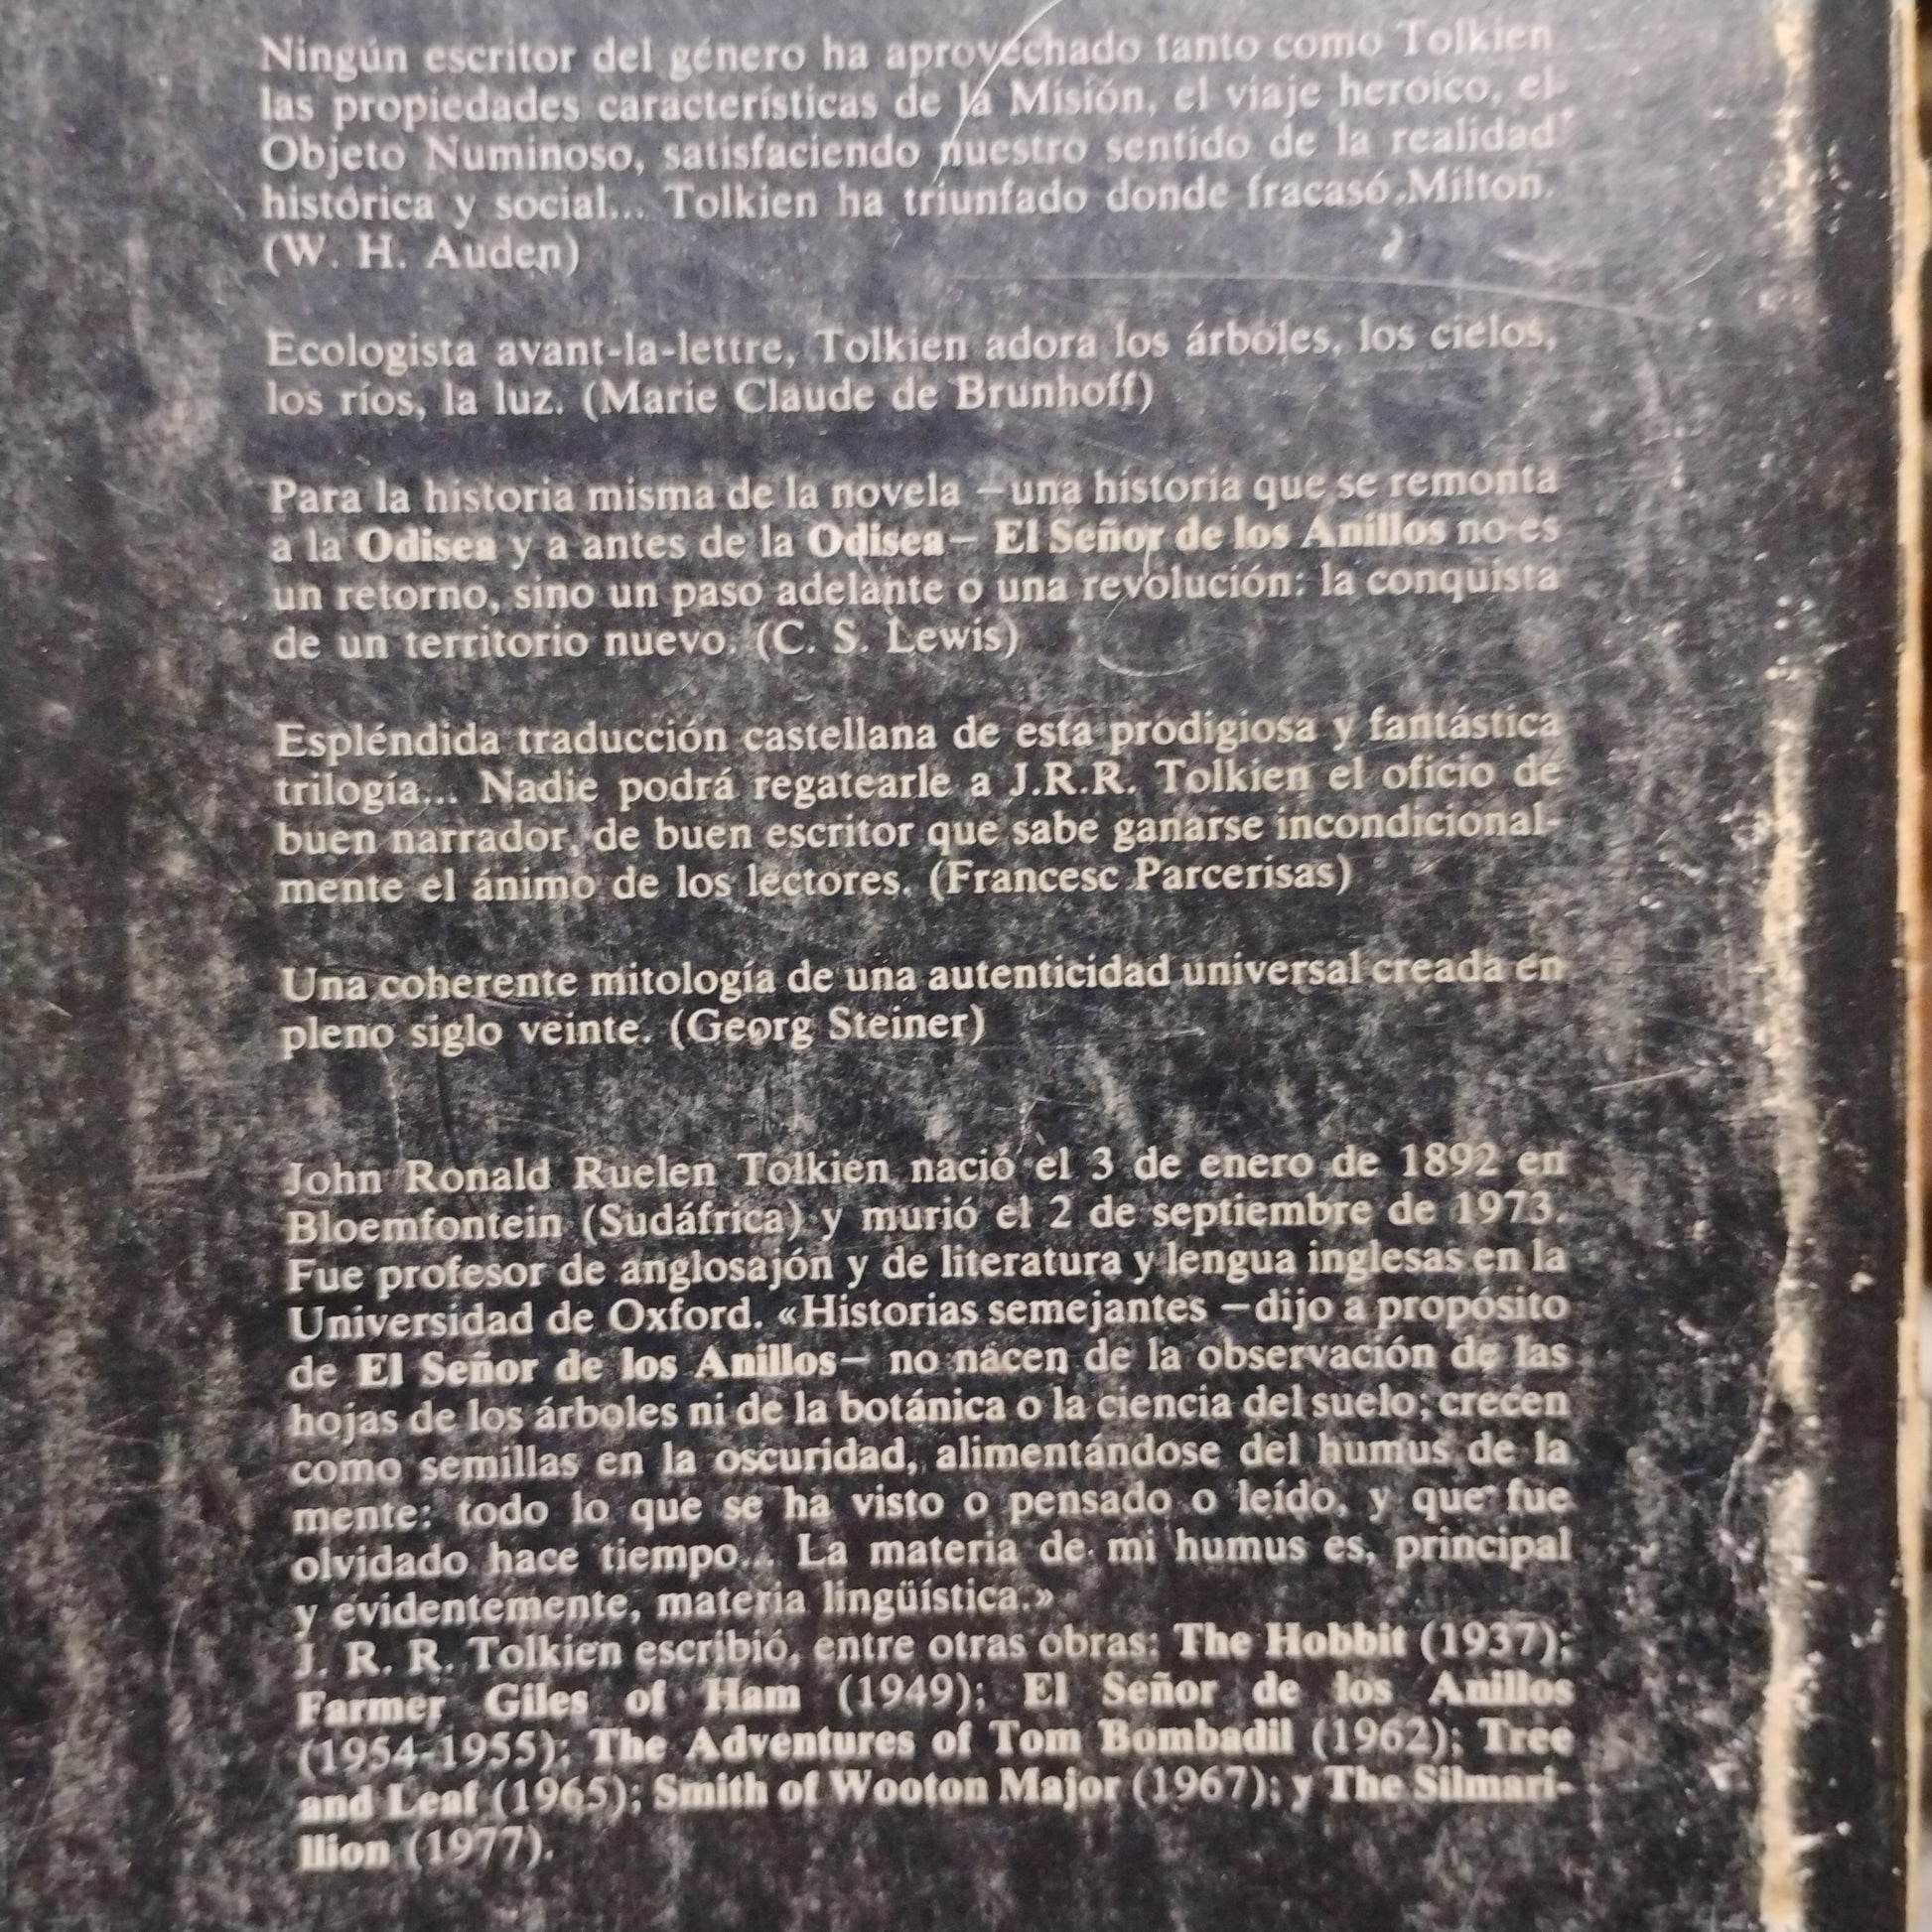 Ningún escritor del género ha aprovechado tanto como Tolkien
las propiedades características de la Misión, el viaje heroico, el
Objeto Numinoso, satisfaciendo nuestro sentido de la realidad
histórica y social... Tolkien ha triunfado donde fracasó Milton.
(W. H. Auden)
Ecologista avant-la-lettre, Tolkien adora los árboles, los cielos,
los ríos, la luz. (Marie Claude de Brunhoff)
Para la historia misma de la novela —una historia que se remonta
a la Odisea y a antes de la Odisea— El Señor de los Anillos no es
un retorno, sino un paso adelante o una revolución: la conquista
de un territorio nuevo. (C. S. Lewis)
Espléndida traducción castellana de esta prodigiosa y fantástica
trilogía... Nadie podrá regatearle a J.R.R. Tolkien el oficio de
buen narrador, de buen escritor que sabe ganarse incondicional-
mente el ánimo de los lectores. (Francesc Parcerisas)
Una coherente mitología de una autenticidad universal creada en
pleno siglo veinte. (Georg Steiner)
John Ronald Ruelen Tolkien nació el 3 de enero de 1892 en
Bloemfontein (Sudáfrica) y murió el 2 de septiembre de 1973.
Fue profesor de anglosajón y de literatura y lengua inglesas en la
Universidad de Oxford. «Historias semejantes —dijo a propósito
de El Señor de los Anillos— no nacen de la observación de las
hojas de los árboles ni de la botánica o la ciencia del suelo; crecen
como semillas en la oscuridad, alimentándose del humus de la
mente: todo lo que se ha visto o pensado o leído, y que fue
olvidado hace tiempo... La materia de mi humus es, principal
y evidentemente, materia lingüística.»
J. R. R. Tolkien escribió, entre otras obras: The Hobbit (1937);
Farmer Giles of Ham (1949); El Señor de los Anillos
(1954-1955); The Adventures of Tom Bombadil (1962); Tree
and Leaf (1965); Smith of Wooton Major (1967); y The Silmari-
llion (1977).